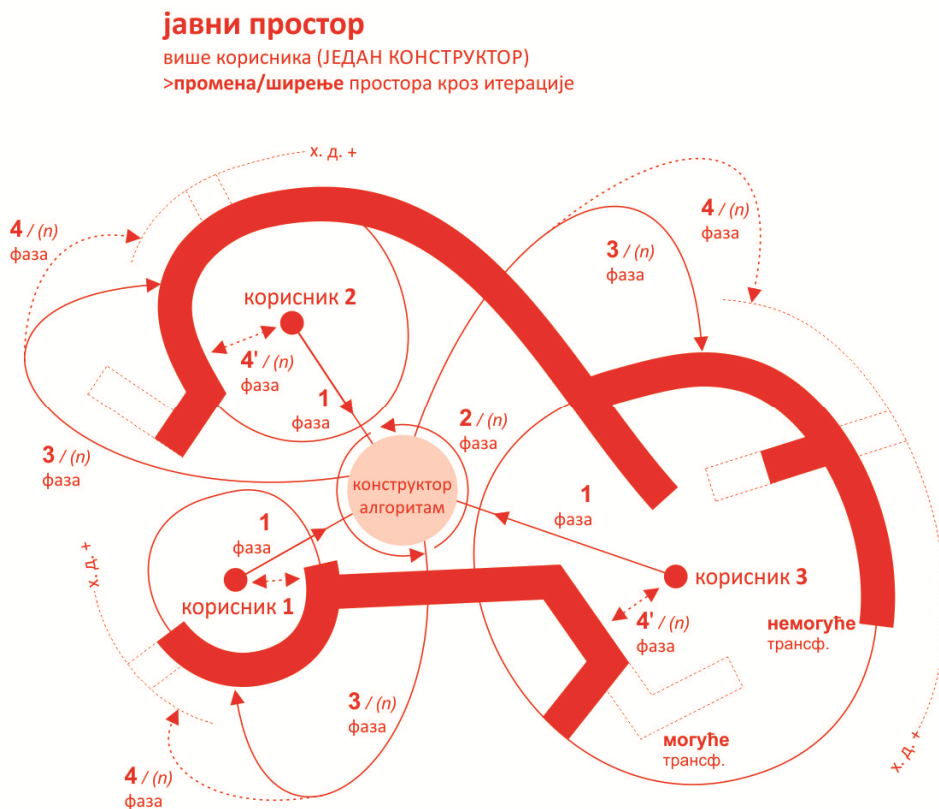 јавни простор
више корисника (ЈЕДАН КОНСТРУКТОР)
>промена/ширење простора кроз итерације
х. д. +
4 / (n)
фаза
4 / (n)
фаза
3 / (n)
фаза
корисник 2
4' / (n)
фаза
1
фаза
2 / (n)
фаза
3 / (n)
фаза
конструктор
алгоритам
1
фаза
1
фаза
х. д. +
корисник 1
корисник 3
4' / (n)
фаза
немогуће
трансф.
3 / (n)
фаза
могуће
трансф.
4 / (n)
фаза
х. д. +